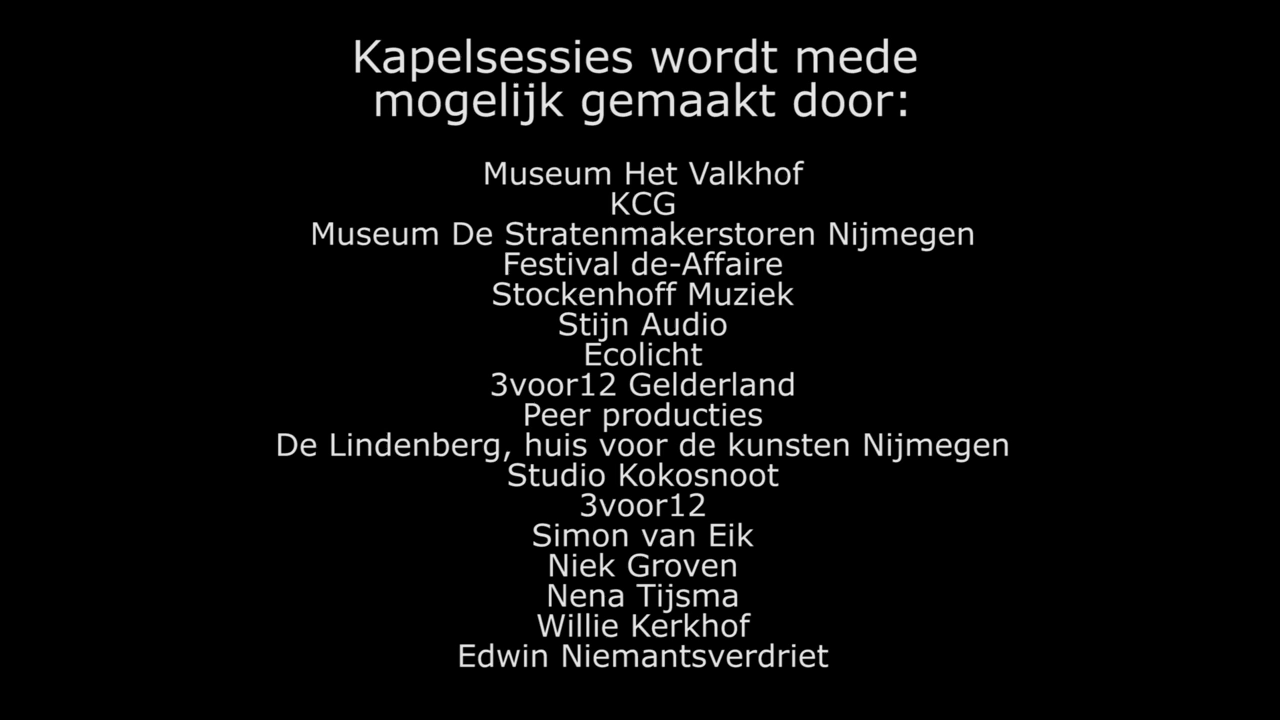 Kapelsessies wordt mede
mogelijk gemaakt door:
Museum Het Valkhof
KCG
Museum De Stratenmakerstoren Nijmegen
Festival de-Affaire
Stockenhoff Muziek
Stijn Audio
Ecolicht
3voor12 Gelderland
Peer producties
De Lindenberg, huis voor de kunsten Nijmegen
Studio Kokosnoot
3voor12
Simon van Eik
Niek Groven
Nena Tijsma
Willie Kerkhof
Edwin Niemantsverdriet